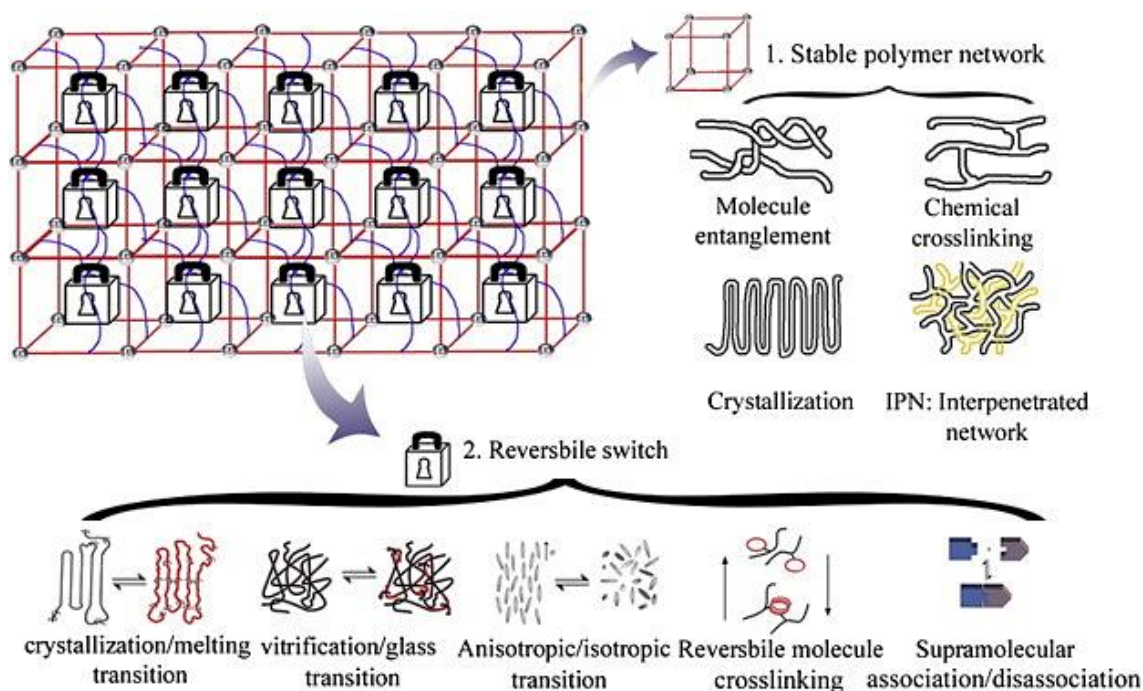 1. Stable polymer network
Molecule
entanglement
Chemical
crosslinking
Crystallization
IPN: Interpenetrated
network
2. Reversbile switch
crystallization/melting
transition
vitrification/glass
transition
Anisotropic/isotropic
transition
Reversbile molecule
crosslinking
Supramolecular
association/disassociation